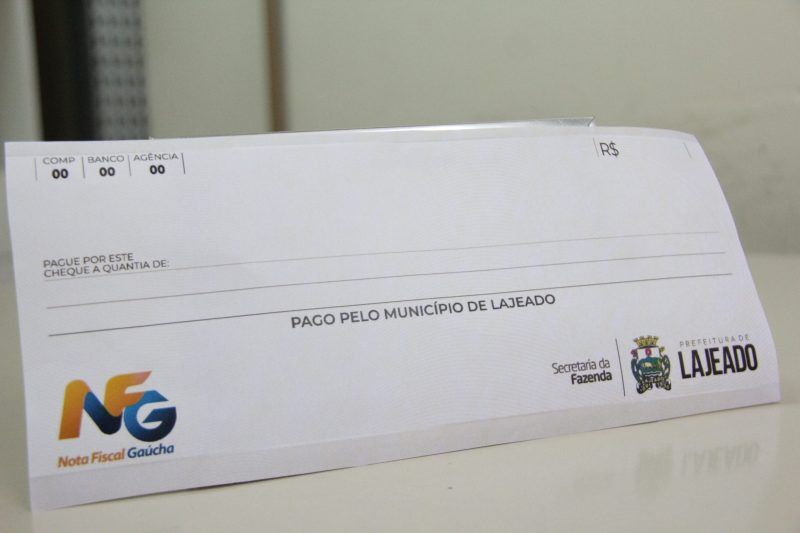 COMP BANCO AGÊNCIA
00 00 00
R$
PAGUE POR ESTE
CHEQUE A QUANTIA DE:
PAGO PELO MUNICÍPIO DE LAJEADO
NFG
Nota Fiscal Gaúcha
Secretaria da
Fazenda
PREFEITURA DE
LAJEADO